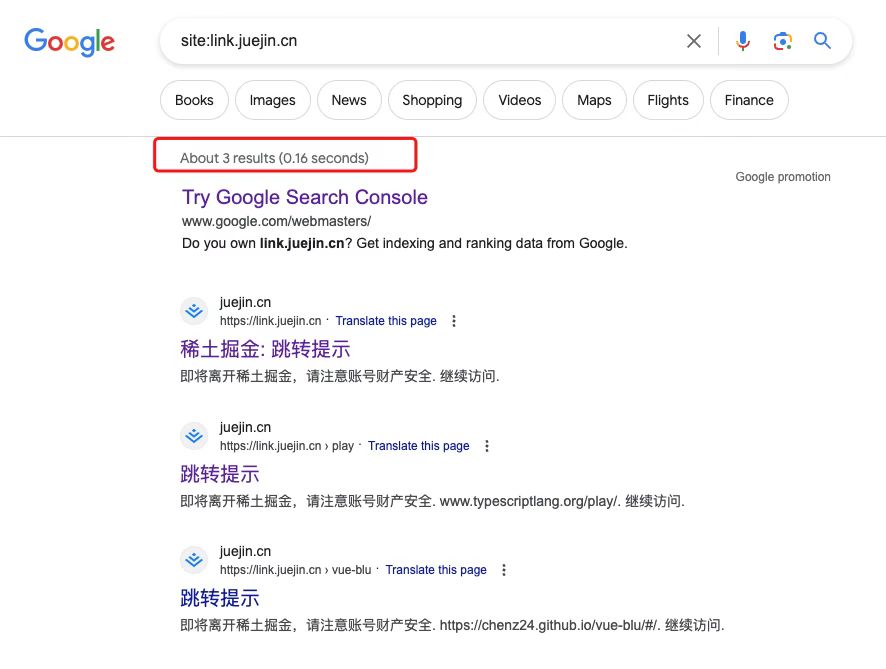 Google
site:link.juejin.cn
Books
Images
News
Shopping
Videos
Maps
Flights
Finance
About 3 results (0.16 seconds)
Google promotion
Try Google Search Console
www.google.com/webmasters/
Do you own link.juejin.cn? Get indexing and ranking data from Google.
juejin.cn
https://link.juejin.cn · Translate this page
稀土掘金: 跳转提示
即将离开稀土掘金，请注意账号财产安全. 继续访问.
juejin.cn
https://link.juejin.cn › play · Translate this page
跳转提示
即将离开稀土掘金，请注意账号财产安全. www.typescriptlang.org/play/. 继续访问.
juejin.cn
https://link.juejin.cn › vue-blu · Translate this page
跳转提示
即将离开稀土掘金，请注意账号财产安全. https://chenz24.github.io/vue-blu/#/. 继续访问.